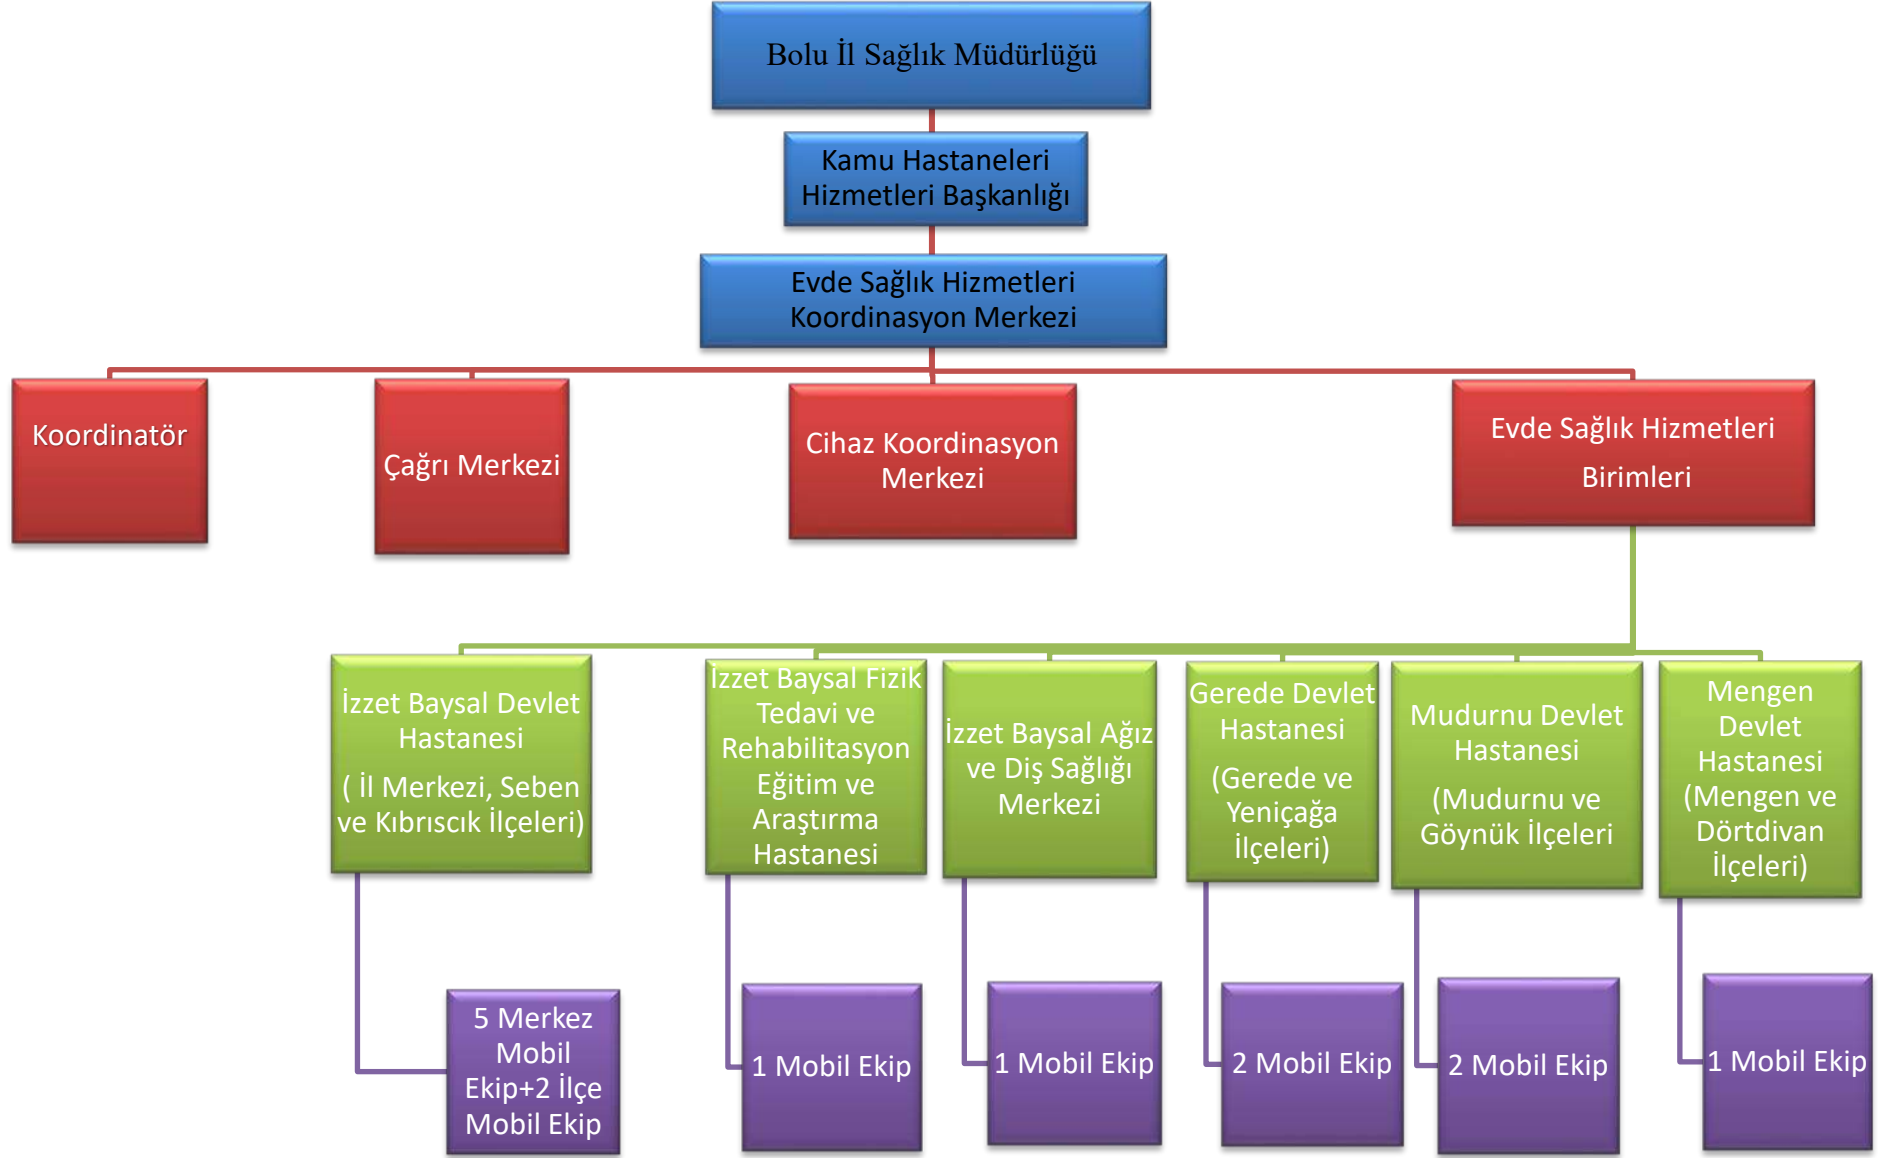 Bolu İl Sağlık Müdürlüğü
Kamu Hastaneleri
Hizmetleri Başkanlığı
Evde Sağlık Hizmetleri
Koordinasyon Merkezi
Koordinatör
Çağrı Merkezi
Cihaz Koordinasyon
Merkezi
Evde Sağlık Hizmetleri
Birimleri
İzzet Baysal Devlet
Hastanesi
( İl Merkezi, Seben
ve Kıbrıscık İlçeleri)
İzzet Baysal Fizik
Tedavi ve
Rehabilitasyon
Eğitim ve
Araştırma
Hastanesi
İzzet Baysal Ağız
ve Diş Sağlığı
Merkezi
Gerede Devlet
Hastanesi
(Gerede ve
Yeniçağa
İlçeleri)
Mudurnu Devlet
Hastanesi
(Mudurnu ve
Göynük İlçeleri
Mengen
Devlet
Hastanesi
(Mengen ve
Dörtdivan
İlçeleri)
5 Merkez
Mobil
Ekip+2 İlçe
Mobil Ekip
1 Mobil Ekip
1 Mobil Ekip
2 Mobil Ekip
2 Mobil Ekip
1 Mobil Ekip